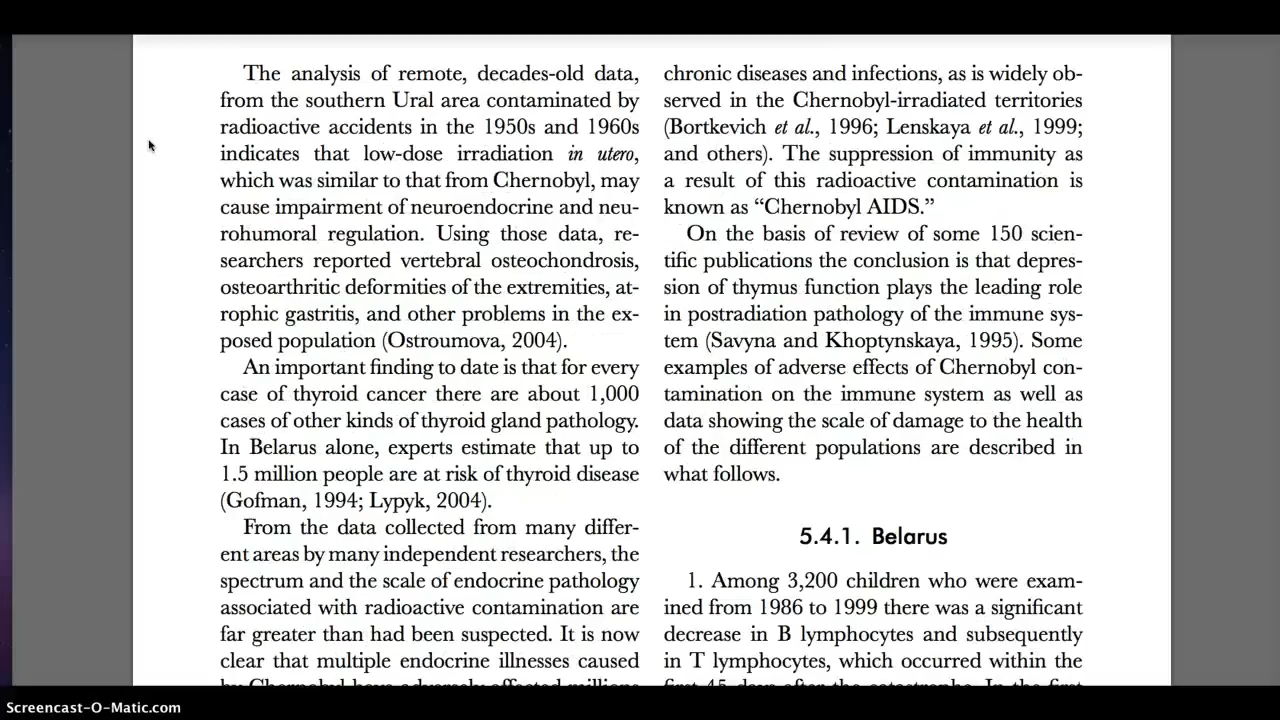 The analysis of remote, decades-old data,
from the southern Ural area contaminated by
radioactive accidents in the 1950s and 1960s
indicates that low-dose irradiation in utero,
which was similar to that from Chernobyl, may
cause impairment of neuroendocrine and neu-
rohumoral regulation. Using those data, re-
searchers reported vertebral osteochondrosis,
osteoarthritic deformities of the extremities, at-
rophic gastritis, and other problems in the ex-
posed population (Ostroumova, 2004).
An important finding to date is that for every
case of thyroid cancer there are about 1,000
cases of other kinds of thyroid gland pathology.
In Belarus alone, experts estimate that up to
1.5 million people are at risk of thyroid disease
(Gofman, 1994; Lypyk, 2004).
From the data collected from many differ-
ent areas by many independent researchers, the
spectrum and the scale of endocrine pathology
associated with radioactive contamination are
far greater than had been suspected. It is now
clear that multiple endocrine illnesses caused
by Chernobyl have adversely affected millions
chronic diseases and infections, as is widely ob-
served in the Chernobyl-irradiated territories
(Bortkevich et al., 1996; Lenskaya et al., 1999;
and others). The suppression of immunity as
a result of this radioactive contamination is
known as “Chernobyl AIDS.”
On the basis of review of some 150 scien-
tific publications the conclusion is that depres-
sion of thymus function plays the leading role
in postradiation pathology of the immune sys-
tem (Savyna and Khoptynskaya, 1995). Some
examples of adverse effects of Chernobyl con-
tamination on the immune system as well as
data showing the scale of damage to the health
of the different populations are described in
what follows.
5.4.1. Belarus
1. Among 3,200 children who were exam-
ined from 1986 to 1999 there was a significant
decrease in B lymphocytes and subsequently
in T lymphocytes, which occurred within the
first 45 days after the catastrophe. In the first
Screencast-O-Matic.com